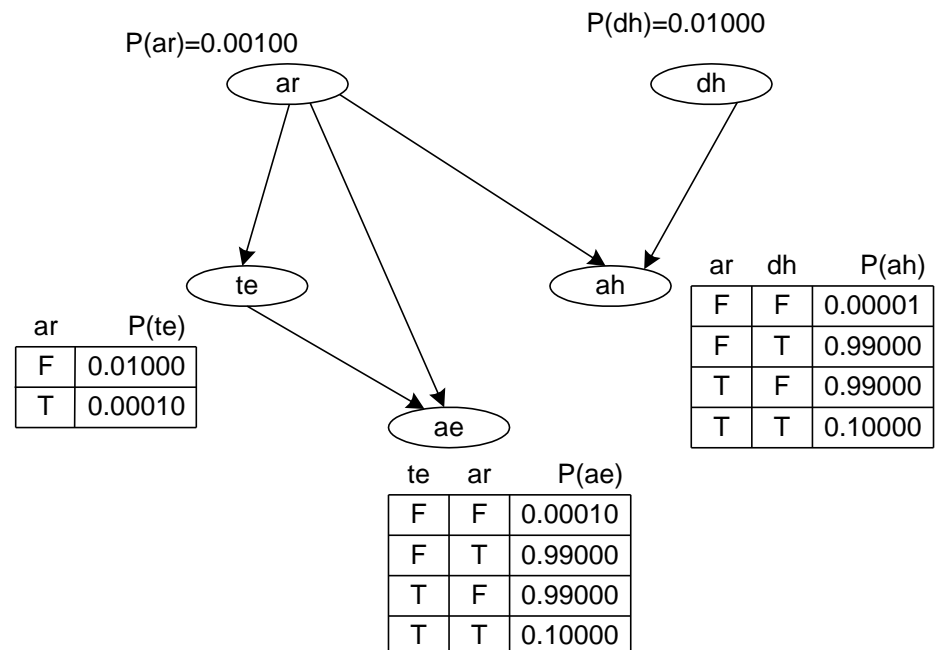 P(dh)=0.01000
P(ar)=0.00100
ar
dh
te
ah
ar dh P(ah)
F F 0.00001
F T 0.99000
T F 0.99000
T T 0.10000
ar P(te)
F 0.01000
T 0.00010
ae
te ar P(ae)
F F 0.00010
F T 0.99000
T F 0.99000
T T 0.10000